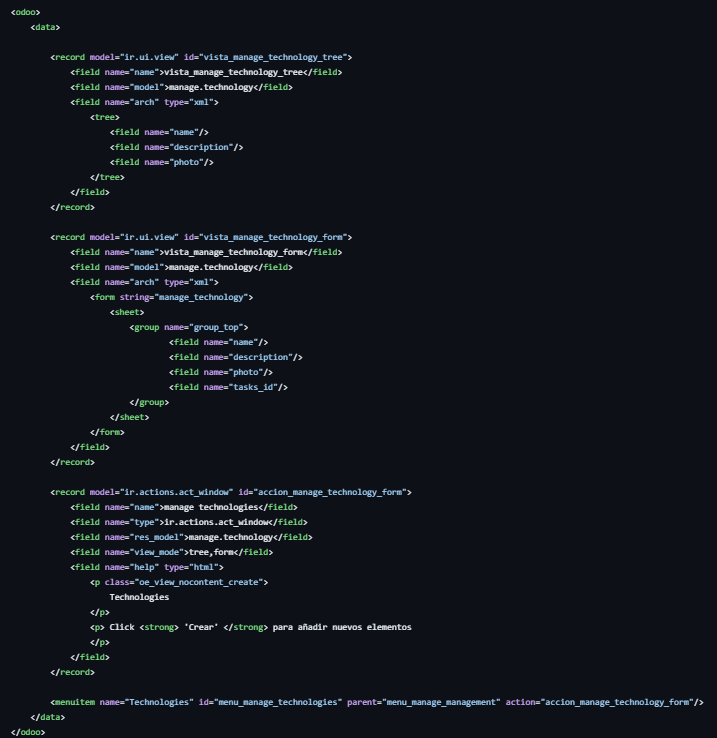 <odoo>
<data>
<record model="ir.ui.view" id="vista_manage_technology_tree">
<field name="name">vista_manage_technology_tree</field>
<field name="model">manage.technology</field>
<field name="arch" type="xml">
<tree>
<field name="name"/>
<field name="description"/>
<field name="photo"/>
</tree>
</field>
</record>
<record model="ir.ui.view" id="vista_manage_technology_form">
<field name="name">vista_manage_technology_form</field>
<field name="model">manage.technology</field>
<field name="arch" type="xml">
<form string="manage_technology">
<sheet>
<group name="group_top">
<field name="name"/>
<field name="description"/>
<field name="photo"/>
<field name="tasks_id"/>
</group>
</sheet>
</form>
</field>
</record>
<record model="ir.actions.act_window" id="accion_manage_technology_form">
<field name="name">manage technologies</field>
<field name="type">ir.actions.act_window</field>
<field name="res_model">manage.technology</field>
<field name="view_mode">tree,form</field>
<field name="help" type="html">
<p class="oe_view_nocontent_create">
Technologies
</p>
<p> Click <strong> 'Crear' </strong> para añadir nuevos elementos
</p>
</field>
</record>
<menuitem name="Technologies" id="menu_manage_technologies" parent="menu_manage_management" action="accion_manage_technology_form"/>
</data>
</odoo>